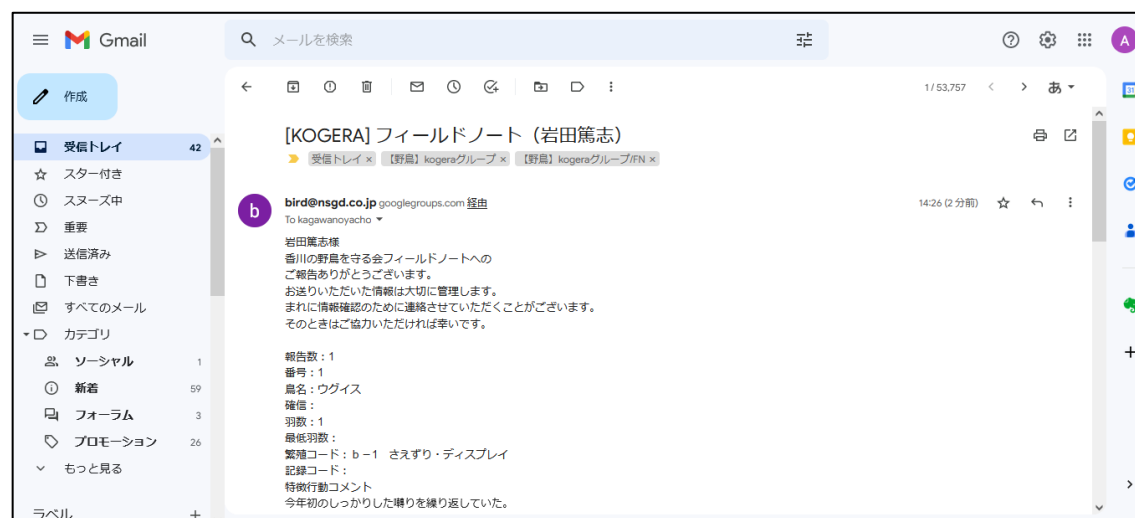 Gmail
メールを検索
A
作成
1/53,757
あ
31
受信トレイ 42
スター付き
スヌーズ中
重要
送信済み
下書き
すべてのメール
カテゴリ
ソーシャル 1
新着 59
フォーラム 3
プロモーション 26
もっと見る
ラベル
[KOGERA] フィールドノート（岩田篤志）
受信トレイ × 【野鳥】kogeraグループ × 【野鳥】kogeraグループ/FN ×
b
bird@nsgd.co.jp googlegroups.com 経由
14:26 (2 分前)
To kagawanoyacho
岩田篤志様
香川の野鳥を守る会フィールドノートへの
ご報告ありがとうございます。
お送りいただいた情報は大切に管理します。
まれに情報確認のために連絡させていただくことがございます。
そのときはご協力いただければ幸いです。
報告数：1
番号：1
鳥名：ウグイス
確信：
羽数：1
最低羽数：
繁殖コード：ｂ－1　さえずり・ディスプレイ
記録コード：
特徴行動コメント
今年初のしっかりした囀りを繰り返していた。